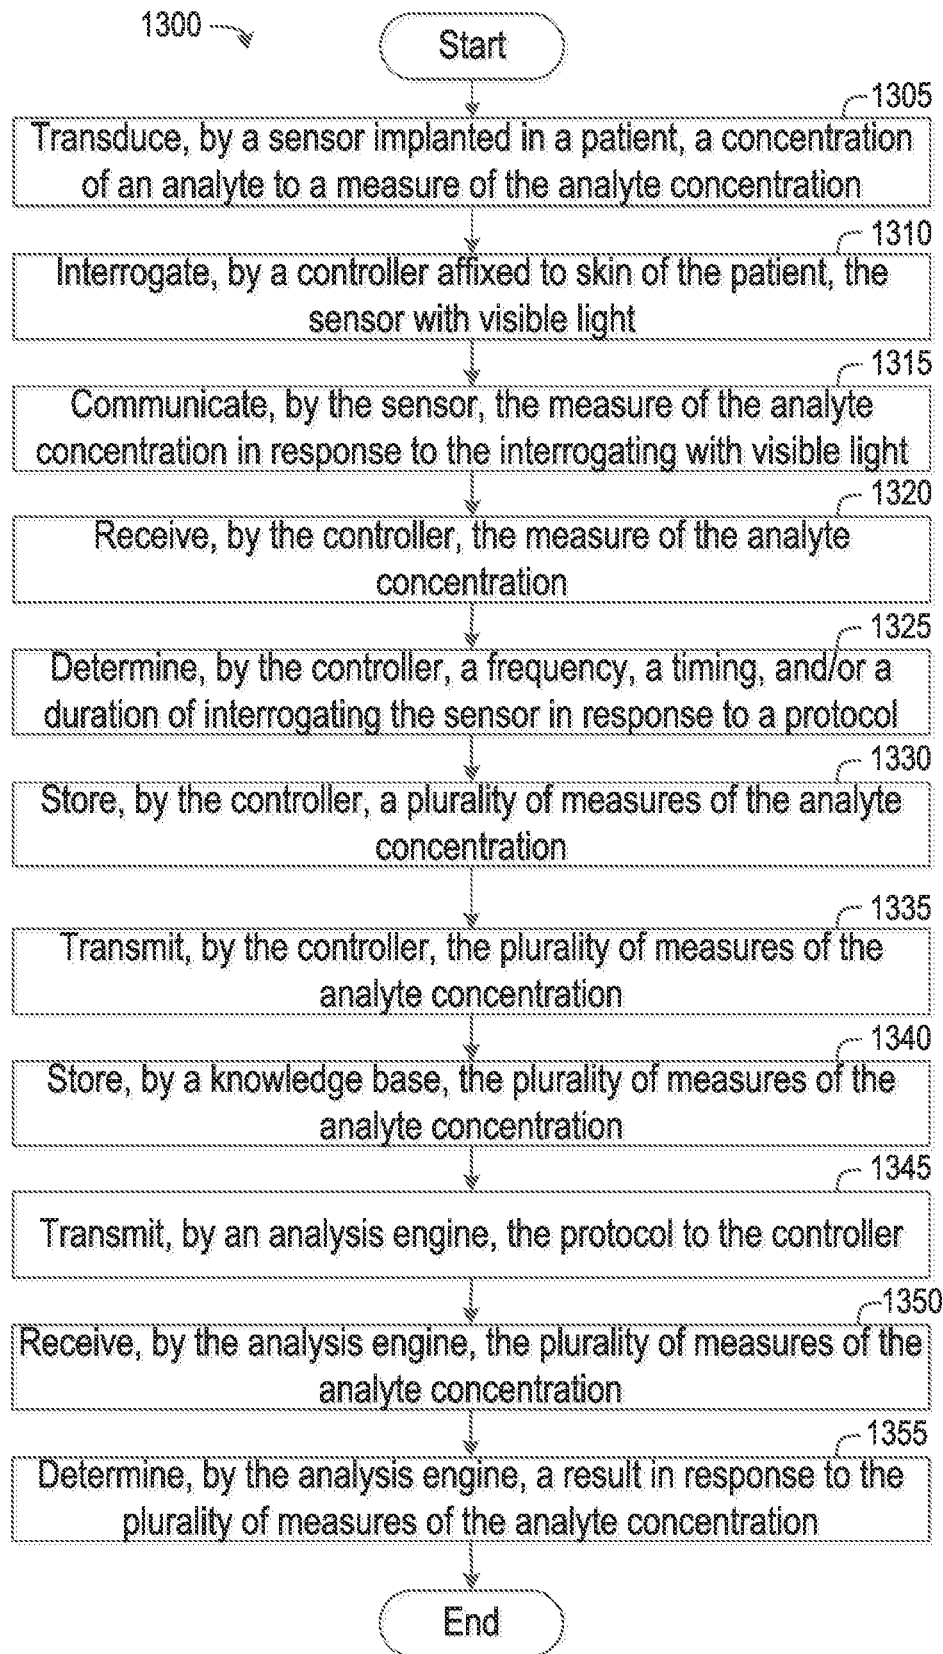 1300
Start
1305
Transduce, by a sensor implanted in a patient, a concentration
of an analyte to a measure of the analyte concentration
1310
Interrogate, by a controller affixed to skin of the patient, the
sensor with visible light
1315
Communicate, by the sensor, the measure of the analyte
concentration in response to the interrogating with visible light
1320
Receive, by the controller, the measure of the analyte
concentration
1325
Determine, by the controller, a frequency, a timing, and/or a
duration of interrogating the sensor in response to a protocol
1330
Store, by the controller, a plurality of measures of the analyte
concentration
1335
Transmit, by the controller, the plurality of measures of the
analyte concentration
1340
Store, by a knowledge base, the plurality of measures of the
analyte concentration
1345
Transmit, by an analysis engine, the protocol to the controller
1350
Receive, by the analysis engine, the plurality of measures of the
analyte concentration
1355
Determine, by the analysis engine, a result in response to the
plurality of measures of the analyte concentration
End